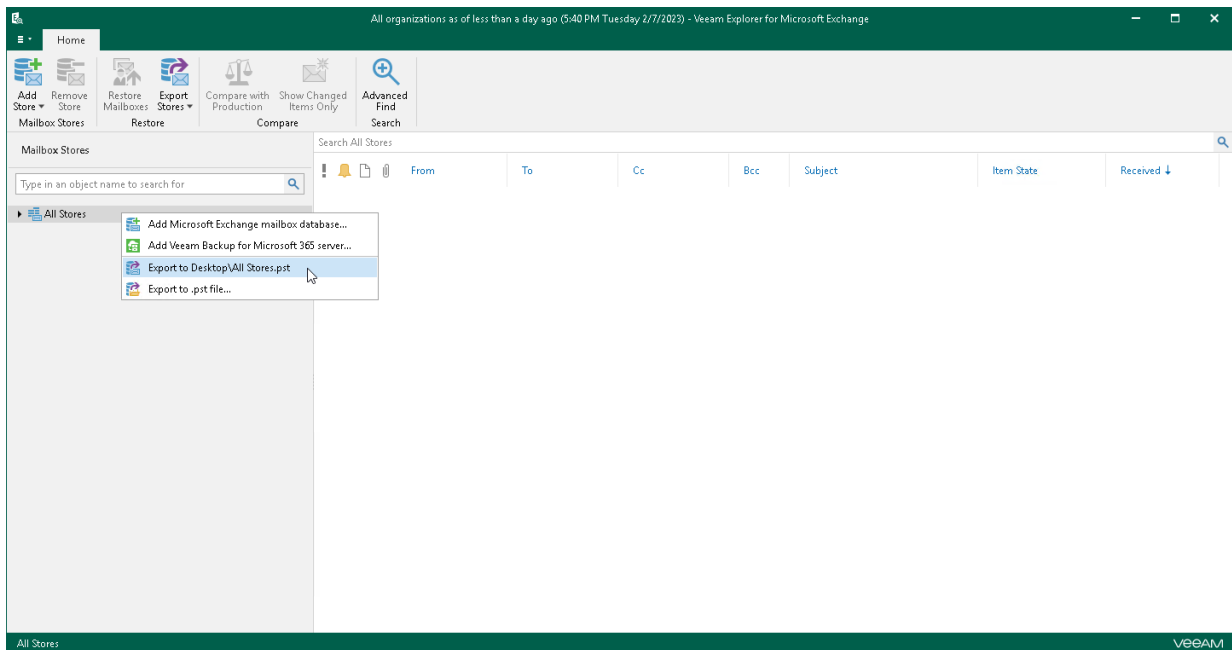 All organizations as of less than a day ago (5:40 PM Tuesday 2/7/2023) - Veeam Explorer for Microsoft Exchange
Home
Add Store
Remove Store
Restore Mailboxes
Export Stores
Compare with Production
Show Changed Items Only
Advanced Find
Mailbox Stores
Restore
Compare
Search
Mailbox Stores
Search All Stores
Type in an object name to search for
From To Cc Bcc Subject Item State Received
All Stores
Add Microsoft Exchange mailbox database...
Add Veeam Backup for Microsoft 365 server...
Export to Desktop\All Stores.pst
Export to .pst file...
All Stores
veeam